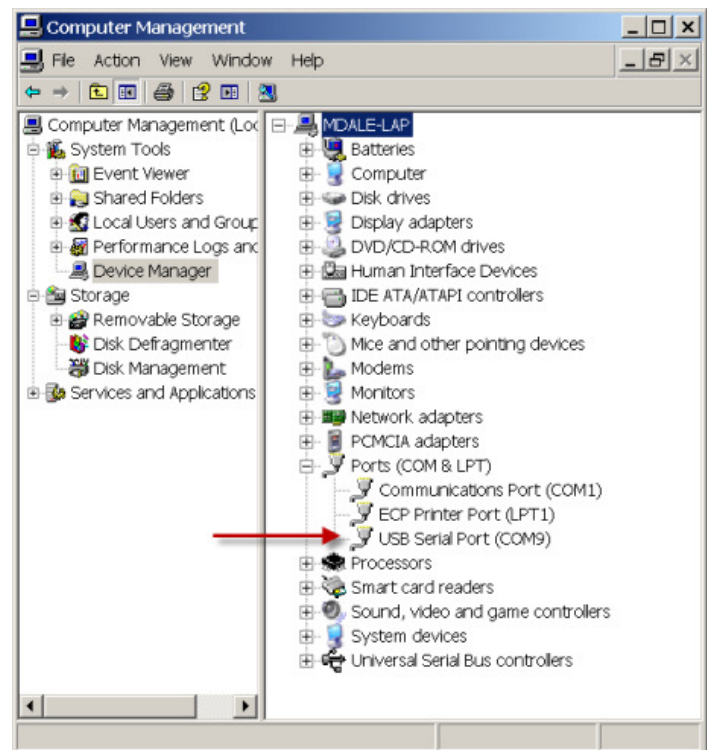 Computer Management
File Action View Window Help
Computer Management (Loc
System Tools
Event Viewer
Shared Folders
Local Users and Group
Performance Logs and
Device Manager
Storage
Removable Storage
Disk Defragmenter
Disk Management
Services and Applications
MDALE-LAP
Batteries
Computer
Disk drives
Display adapters
DVD/CD-ROM drives
Human Interface Devices
IDE ATA/ATAPI controllers
Keyboards
Mice and other pointing devices
Modems
Monitors
Network adapters
PCMCIA adapters
Ports (COM & LPT)
Communications Port (COM1)
ECP Printer Port (LPT1)
USB Serial Port (COM9)
Processors
Smart card readers
Sound, video and game controllers
System devices
Universal Serial Bus controllers